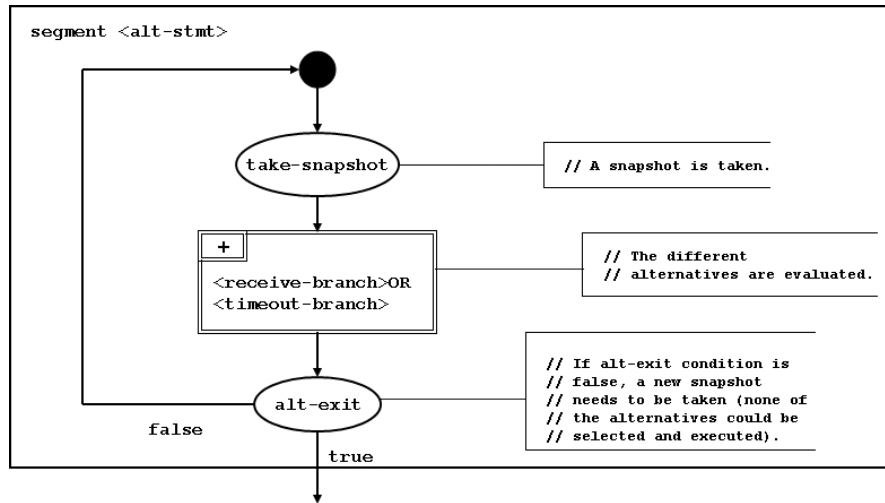 segment <alt-stmt>
take-snapshot
// A snapshot is taken.
+
<receive-branch>OR
<timeout-branch>
// The different
// alternatives are evaluated.
alt-exit
// If alt-exit condition is
// false, a new snapshot
// needs to be taken (none of
// the alternatives could be
// selected and executed).
false
true